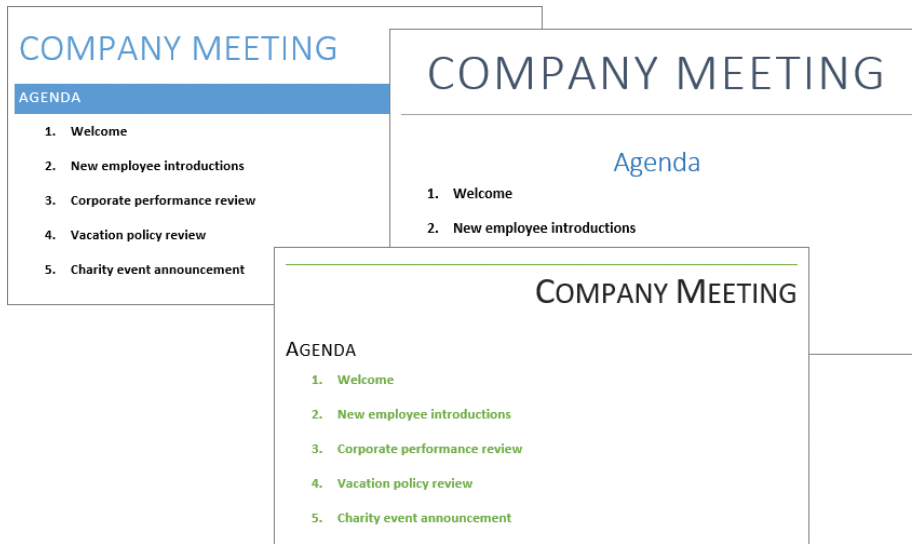 COMPANY MEETING
AGENDA
1. Welcome
2. New employee introductions
3. Corporate performance review
4. Vacation policy review
5. Charity event announcement
COMPANY MEETING
Agenda
1. Welcome
2. New employee introductions
COMPANY MEETING
AGENDA
1. Welcome
2. New employee introductions
3. Corporate performance review
4. Vacation policy review
5. Charity event announcement